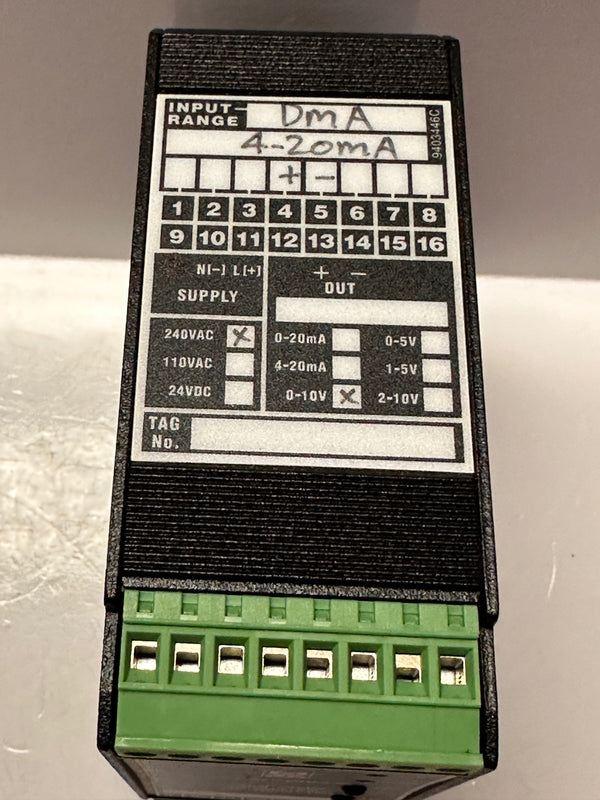 INPUT RANGE DmA
4-20mA
9403446C
+ -
1 2 3 4 5 6 7 8
9 10 11 12 13 14 15 16
N(-) L(+) + -
SUPPLY OUT
240VAC X 0-20mA 0-5V
110VAC 4-20mA 1-5V
24VDC 0-10V X 2-10V
TAG No.